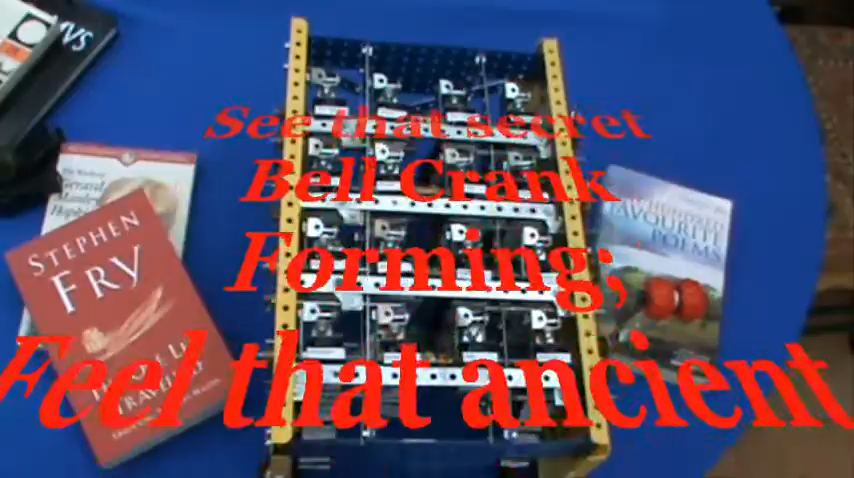 See that secret
Bell Crank
Forming;
Feel that ancient
STEPHEN
FRY
FAVOURITE
POEMS